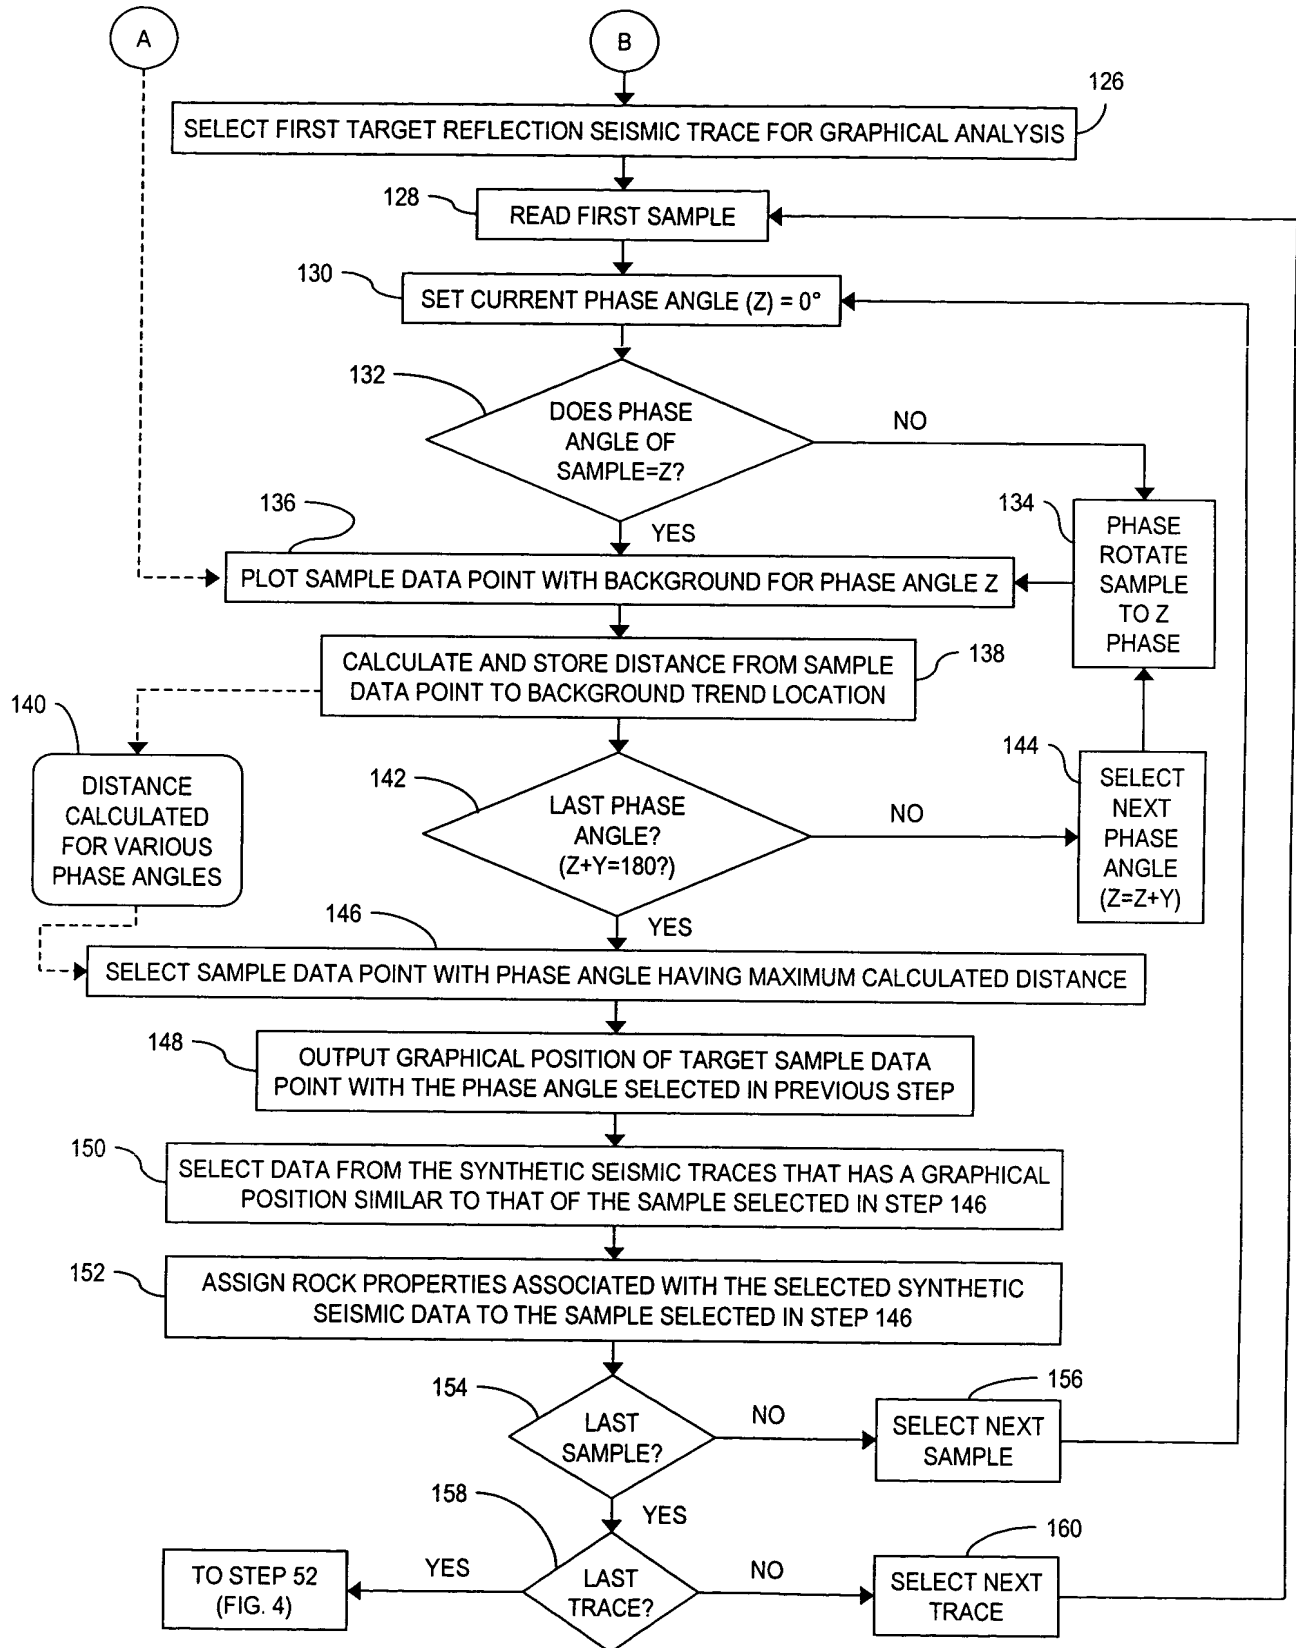 A
B
126
SELECT FIRST TARGET REFLECTION SEISMIC TRACE FOR GRAPHICAL ANALYSIS
128
READ FIRST SAMPLE
130
SET CURRENT PHASE ANGLE (Z) = 0°
132
DOES PHASE
ANGLE OF
SAMPLE=Z?
NO
YES
134
PHASE
ROTATE
SAMPLE
TO Z
PHASE
136
PLOT SAMPLE DATA POINT WITH BACKGROUND FOR PHASE ANGLE Z
138
CALCULATE AND STORE DISTANCE FROM SAMPLE
DATA POINT TO BACKGROUND TREND LOCATION
140
DISTANCE
CALCULATED
FOR VARIOUS
PHASE ANGLES
142
LAST PHASE
ANGLE?
(Z+Y=180?)
NO
YES
144
SELECT
NEXT
PHASE
ANGLE
(Z=Z+Y)
146
SELECT SAMPLE DATA POINT WITH PHASE ANGLE HAVING MAXIMUM CALCULATED DISTANCE
148
OUTPUT GRAPHICAL POSITION OF TARGET SAMPLE DATA
POINT WITH THE PHASE ANGLE SELECTED IN PREVIOUS STEP
150
SELECT DATA FROM THE SYNTHETIC SEISMIC TRACES THAT HAS A GRAPHICAL
POSITION SIMILAR TO THAT OF THE SAMPLE SELECTED IN STEP 146
152
ASSIGN ROCK PROPERTIES ASSOCIATED WITH THE SELECTED SYNTHETIC
SEISMIC DATA TO THE SAMPLE SELECTED IN STEP 146
154
LAST
SAMPLE?
NO
YES
156
SELECT NEXT
SAMPLE
158
LAST
TRACE?
YES
NO
TO STEP 52
(FIG. 4)
160
SELECT NEXT
TRACE